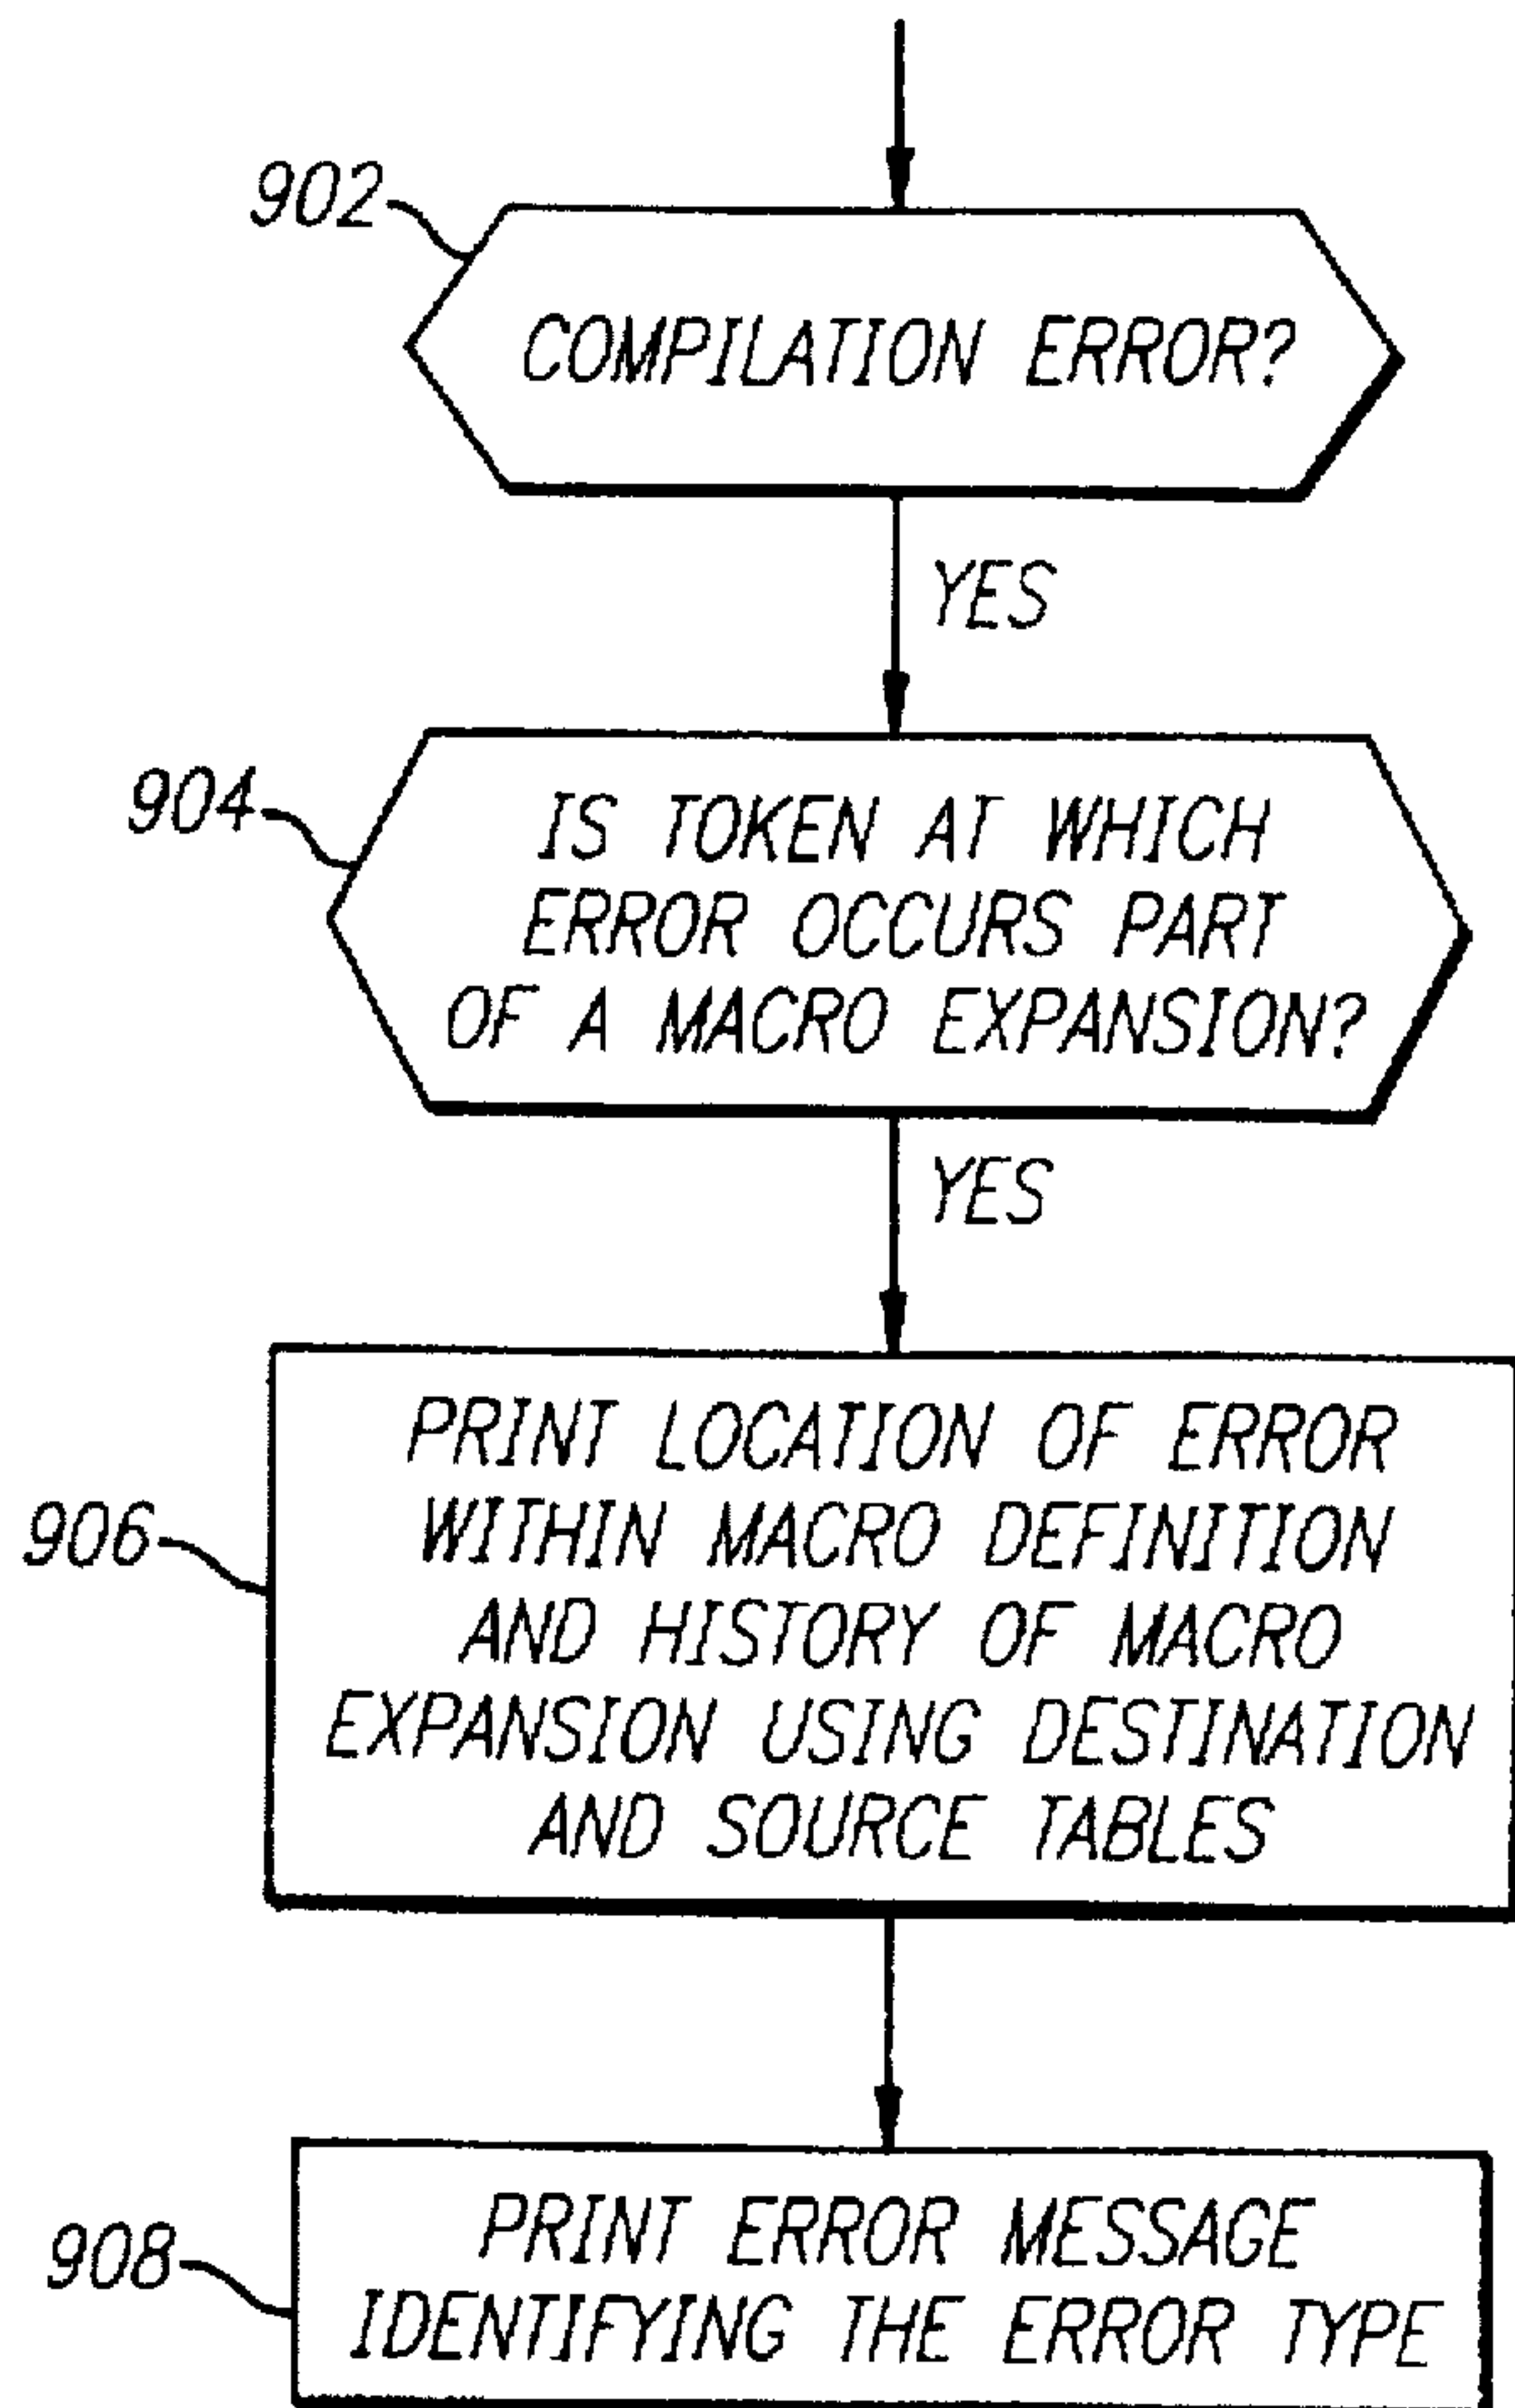 902
COMPILATION ERROR?
YES
904
IS TOKEN AT WHICH
ERROR OCCURS PART
OF A MACRO EXPANSION?
YES
PRINT LOCATION OF ERROR
906
WITHIN MACRO DEFINITION
AND HISTORY OF MACRO
EXPANSION USING DESTINATION
AND SOURCE TABLES
908
PRINT ERROR MESSAGE
IDENTIFYING THE ERROR TYPE